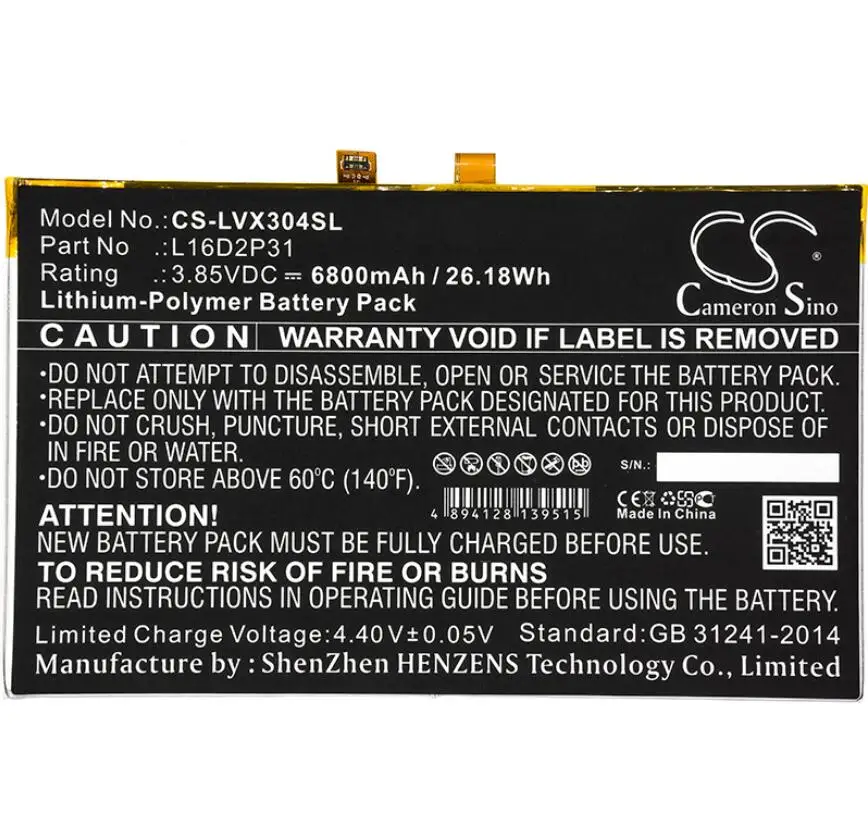 Model No.:CS-LVX304SL
Part No .:L16D2P31
Rating .:3.85VDC ⎓ 6800mAh / 26.18Wh
Lithium-Polymer Battery Pack
Cameron Sino
®
CAUTION WARRANTY VOID IF LABEL IS REMOVED
•DO NOT ATTEMPT TO DISASSEMBLE, OPEN OR SERVICE THE BATTERY PACK.
•REPLACE ONLY WITH THE BATTERY PACK DESIGNATED FOR THIS PRODUCT.
•DO NOT CRUSH, PUNCTURE, SHORT EXTERNAL CONTACTS OR DISPOSE OF
IN FIRE OR WATER.
•DO NOT STORE ABOVE 60°C (140°F).
S/N.:
4 894128 139515
CE
Made In China
ATTENTION!
NEW BATTERY PACK MUST BE FULLY CHARGED BEFORE USE.
TO REDUCE RISK OF FIRE OR BURNS
READ INSTRUCTIONS IN OPERATING GUIDE BEFORE USING THE BATTERY.
Limited Charge Voltage:4.40V±0.05V Standard:GB 31241-2014
Manufactured by : ShenZhen HENZENS Technology Co., Limited